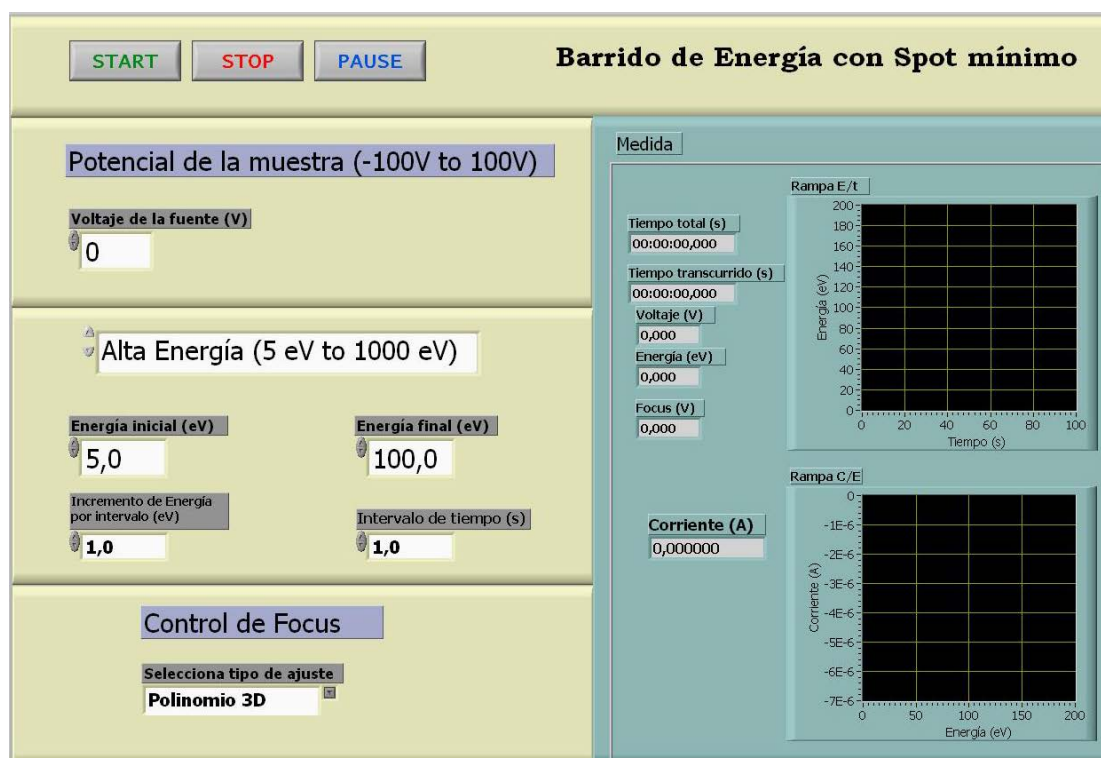 START STOP PAUSE
Barrido de Energía con Spot mínimo
Potencial de la muestra (-100V to 100V)
Voltaje de la fuente (V)
0
Alta Energía (5 eV to 1000 eV)
Energía inicial (eV)
5,0
Energía final (eV)
100,0
Incremento de Energía
por intervalo (eV)
1,0
Intervalo de tiempo (s)
1,0
Control de Focus
Selecciona tipo de ajuste
Polinomio 3D
Medida
Tiempo total (s)
00:00:00,000
Tiempo transcurrido (s)
00:00:00,000
Voltaje (V)
0,000
Energía (eV)
0,000
Focus (V)
0,000
Corriente (A)
0,000000
Rampa E/t
Energía (eV)
200
180
160
140
120
100
80
60
40
20
0
0 20 40 60 80 100
Tiempo (s)
Rampa C/E
Corriente (A)
0
-1E-6
-2E-6
-3E-6
-4E-6
-5E-6
-6E-6
-7E-6
0 50 100 150 200
Energía (eV)